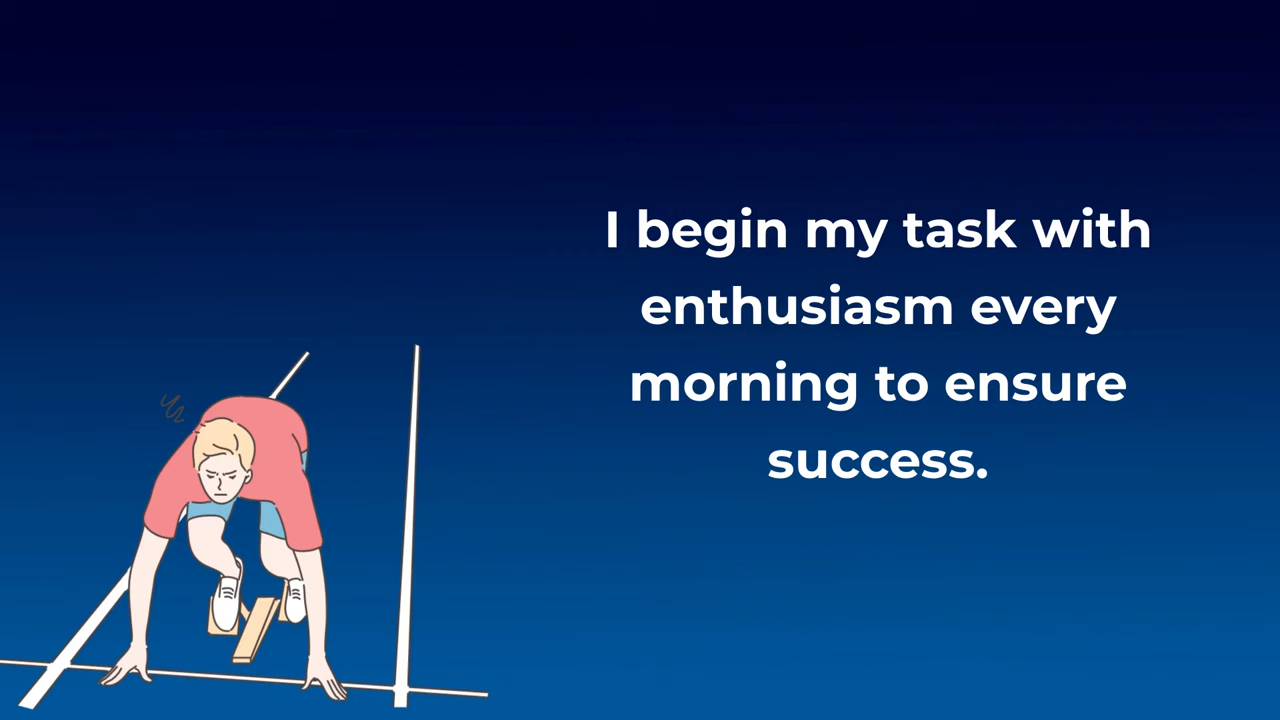 I begin my task with
enthusiasm every
morning to ensure
success.